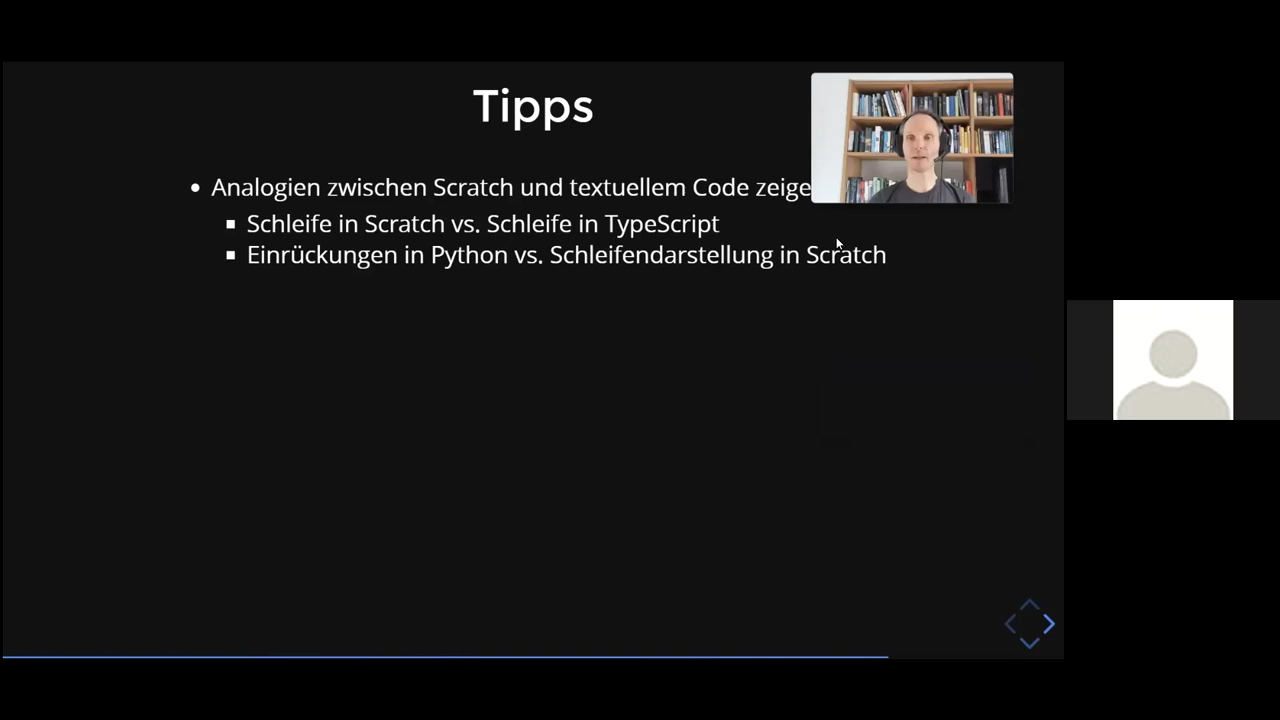 Tipps
Analogien zwischen Scratch und textuellem Code zeige
Schleife in Scratch vs. Schleife in TypeScript
Einrückungen in Python vs. Schleifendarstellung in Scratch